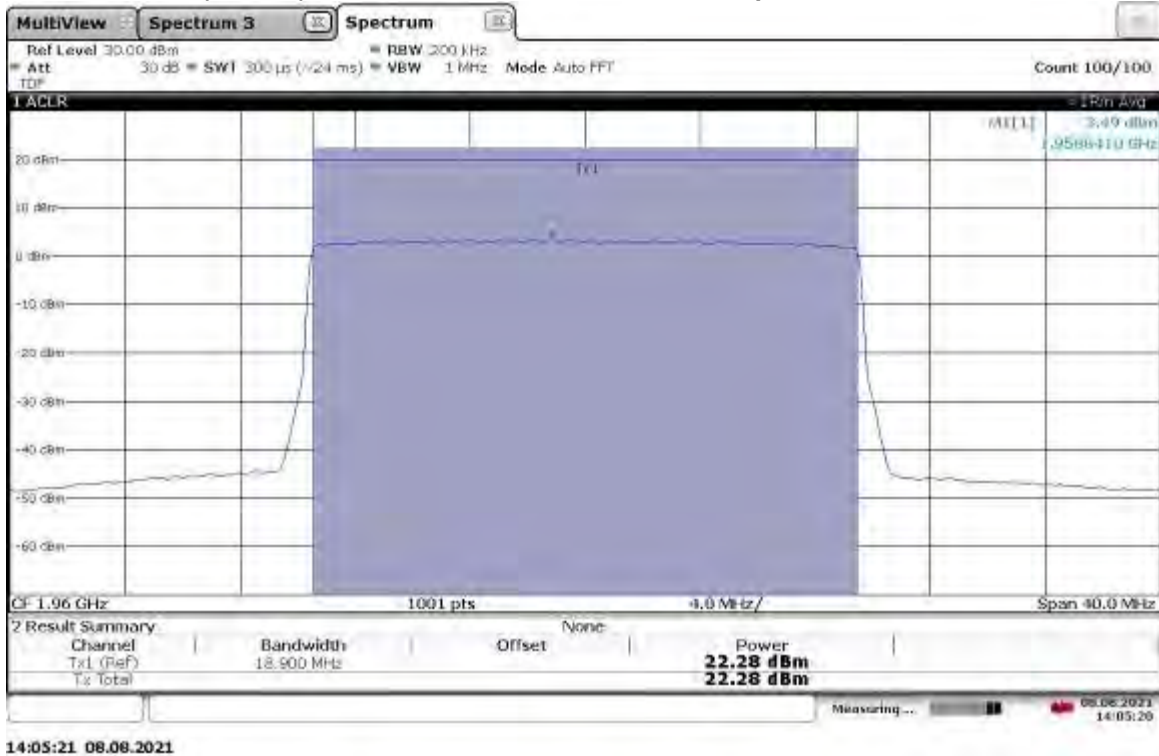 MultiView Spectrum 3 Spectrum
Ref Level 30.00 dBm RBW 200 kHz
Att 30 dB SWT 300 µs (~24 ms) VBW 1 MHz Mode Auto FFT Count 100/100
TDF
1 ACLR 1Rm Avg
M1[1] 3.49 dBm
GHz
20 dBm
Tx1
10 dBm
0 dBm
-10 dBm
-20 dBm
-30 dBm
-40 dBm
-50 dBm
-60 dBm
CF 1.96 GHz 1001 pts 4.0 MHz/ Span 40.0 MHz
2 Result Summary None
Channel Bandwidth Offset Power
Tx1 (Ref) 18.900 MHz 22.28 dBm
Tx Total 22.28 dBm
Measuring... 08.08.2021
14:05:20
14:05:21 08.08.2021